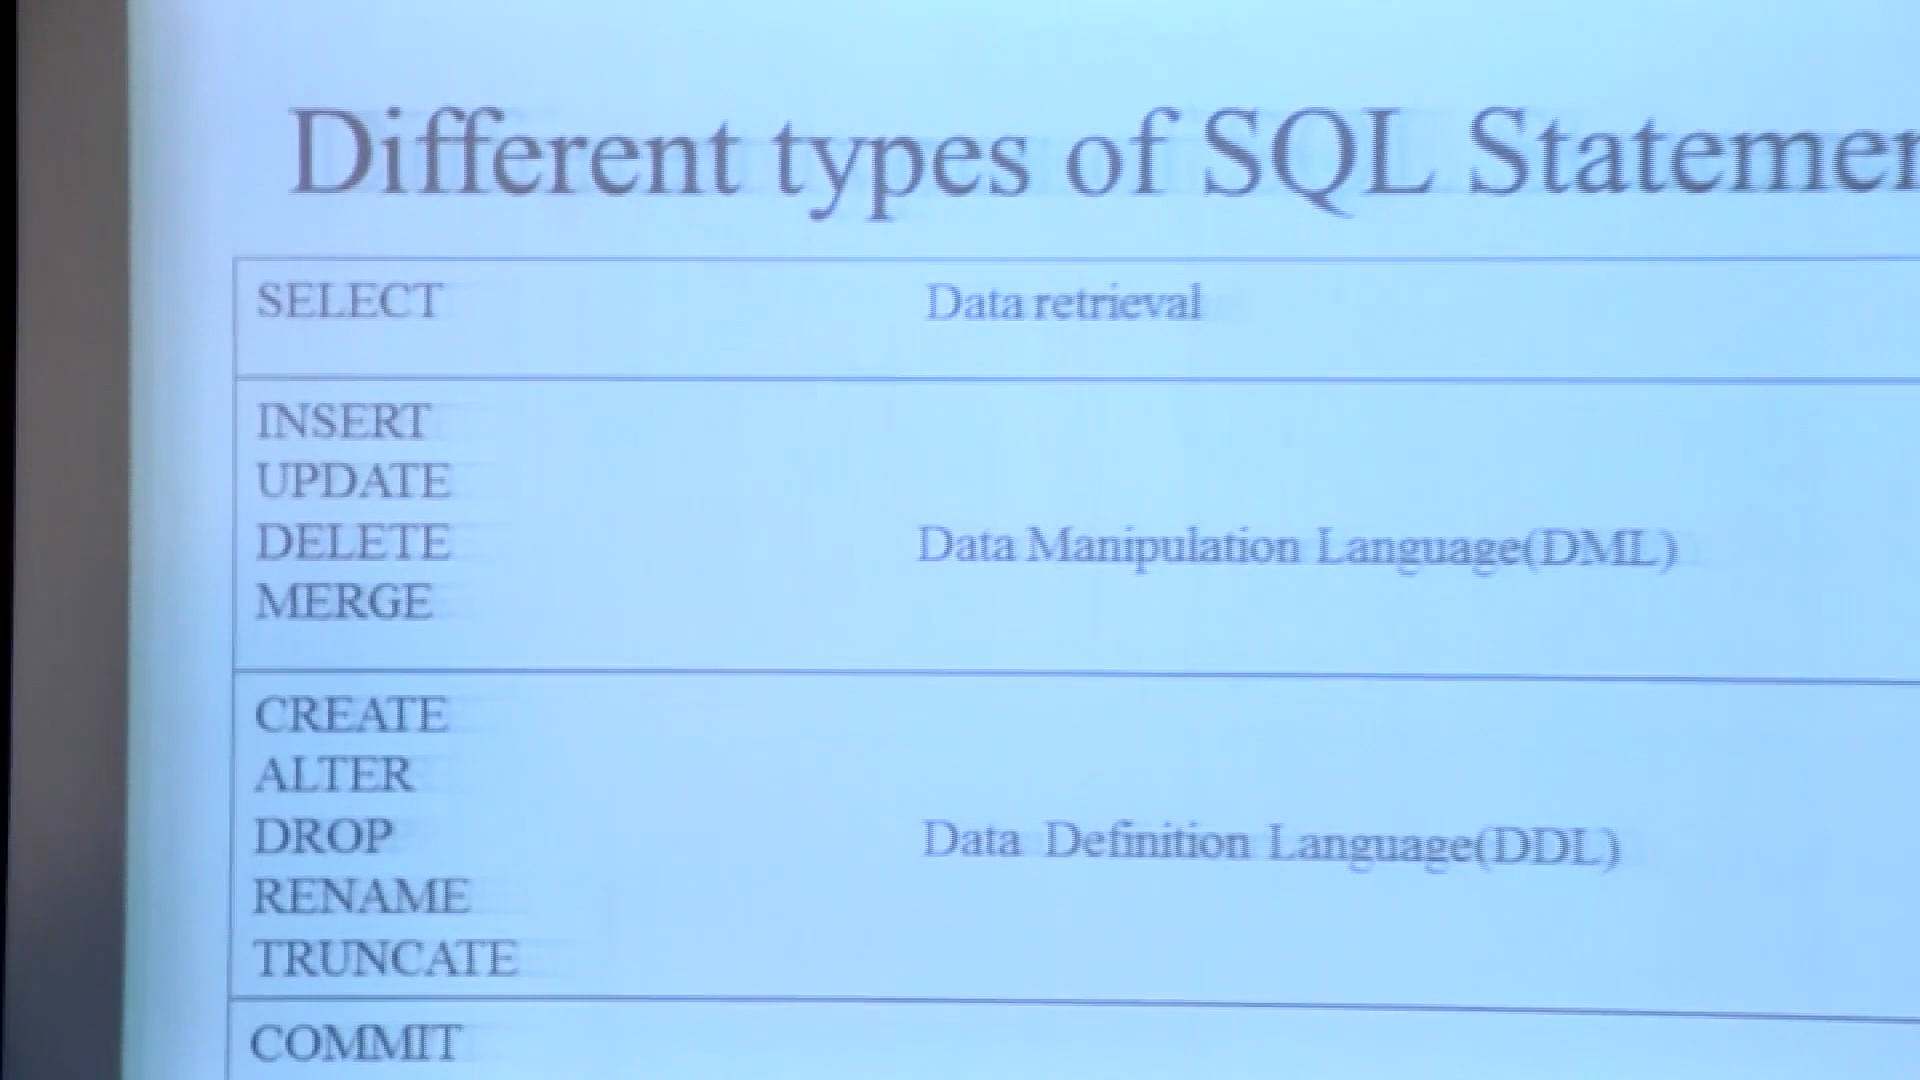 Different types of SQL Statemen
SELECT Data retrieval
INSERT
UPDATE
DELETE Data Manipulation Language(DML)
MERGE
CREATE
ALTER
DROP Data Definition Language(DDL)
RENAME
TRUNCATE
COMMIT